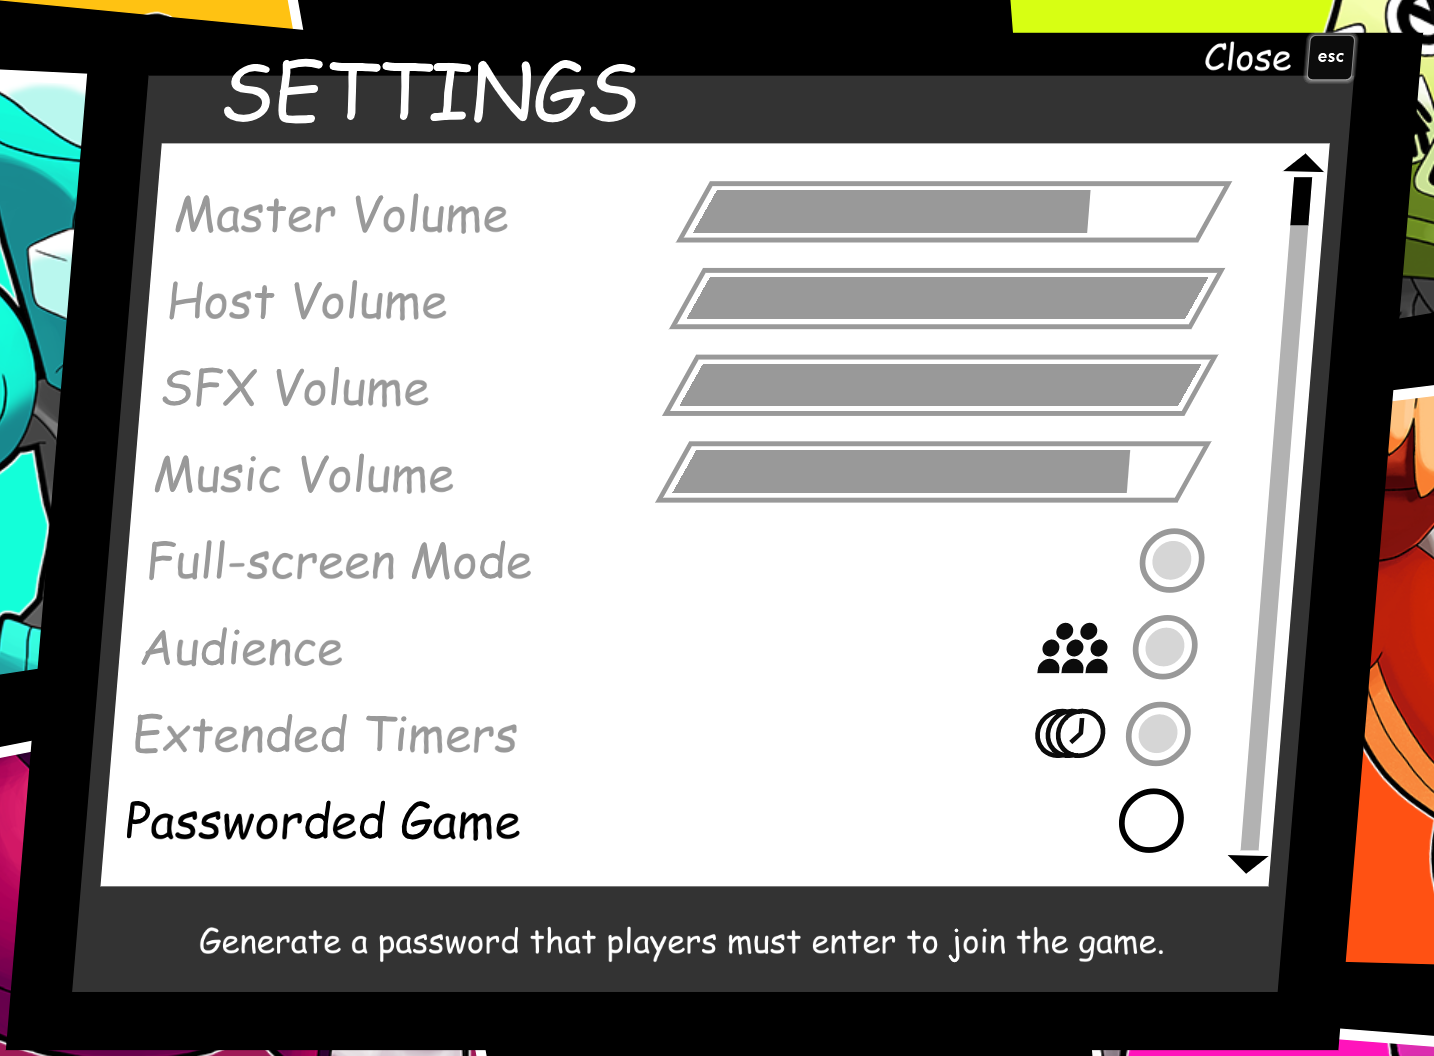 Close esc
SETTINGS
Master Volume
Host Volume
SFX Volume
Music Volume
Full-screen Mode
Audience
Extended Timers
Passworded Game
Generate a password that players must enter to join the game.